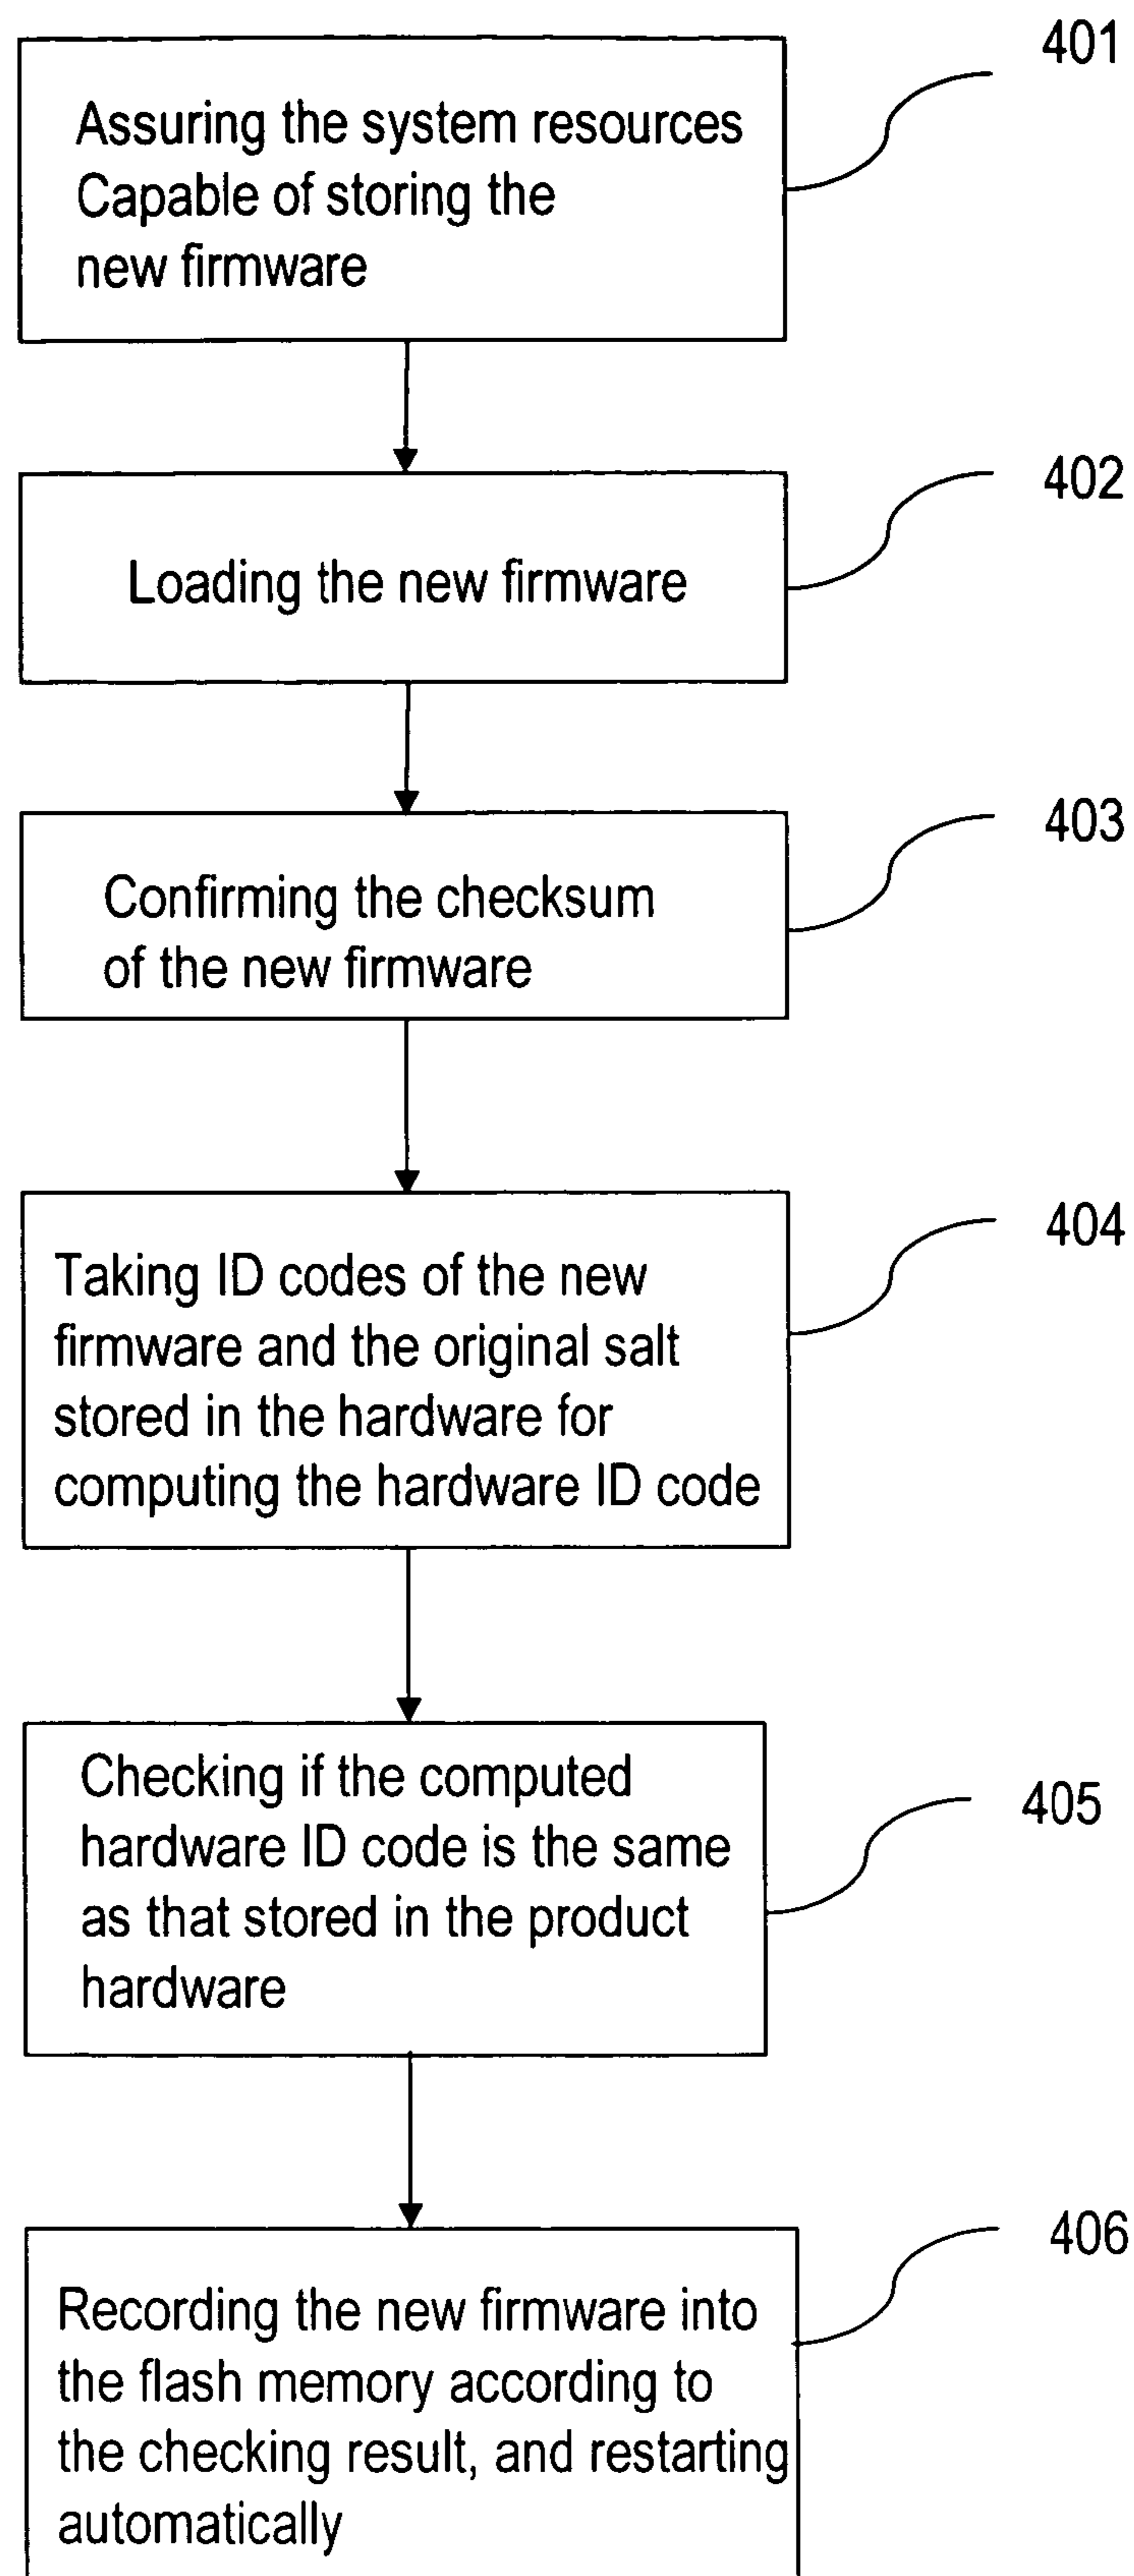 401
Assuring the system resources
Capable of storing the
new firmware
402
Loading the new firmware
403
Confirming the checksum
of the new firmware
404
Taking ID codes of the new
firmware and the original salt
stored in the hardware for
computing the hardware ID code
405
Checking if the computed
hardware ID code is the same
as that stored in the product
hardware
406
Recording the new firmware into
the flash memory according to
the checking result, and restarting
automatically